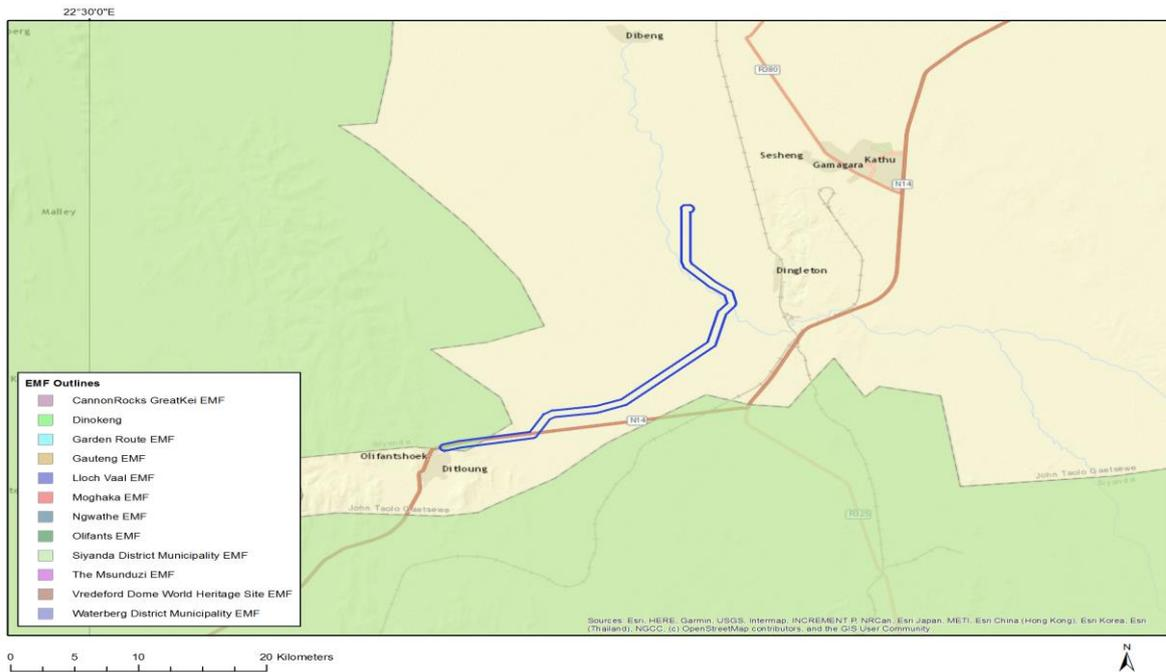 22°30'0"E
berg
Dibeng
R380
Sesheng
Kathu
Gamagara
N14
Malley
Dingleton
EMF Outlines
CannonRocks GreatKei EMF
Dinokeng
Garden Route EMF
Gauteng EMF
Lloch Vaal EMF
Moghaka EMF
Ngwathe EMF
Olifants EMF
Siyanda District Municipality EMF
The Msunduzi EMF
Vredeford Dome World Heritage Site EMF
Waterberg District Municipality EMF
N14
Siyanda
Olifantshoek
Ditloung
John Taolo Gaetsewe
John Taolo Gaetsewe
Siyanda
R325
Sources: Esri, HERE, Garmin, USGS, Intermap, INCREMENT P, NRCan, Esri Japan, METI, Esri China (Hong Kong), Esri Korea, Esri
(Thailand), NGCC, (c) OpenStreetMap contributors, and the GIS User Community
0 5 10 20 Kilometers
N